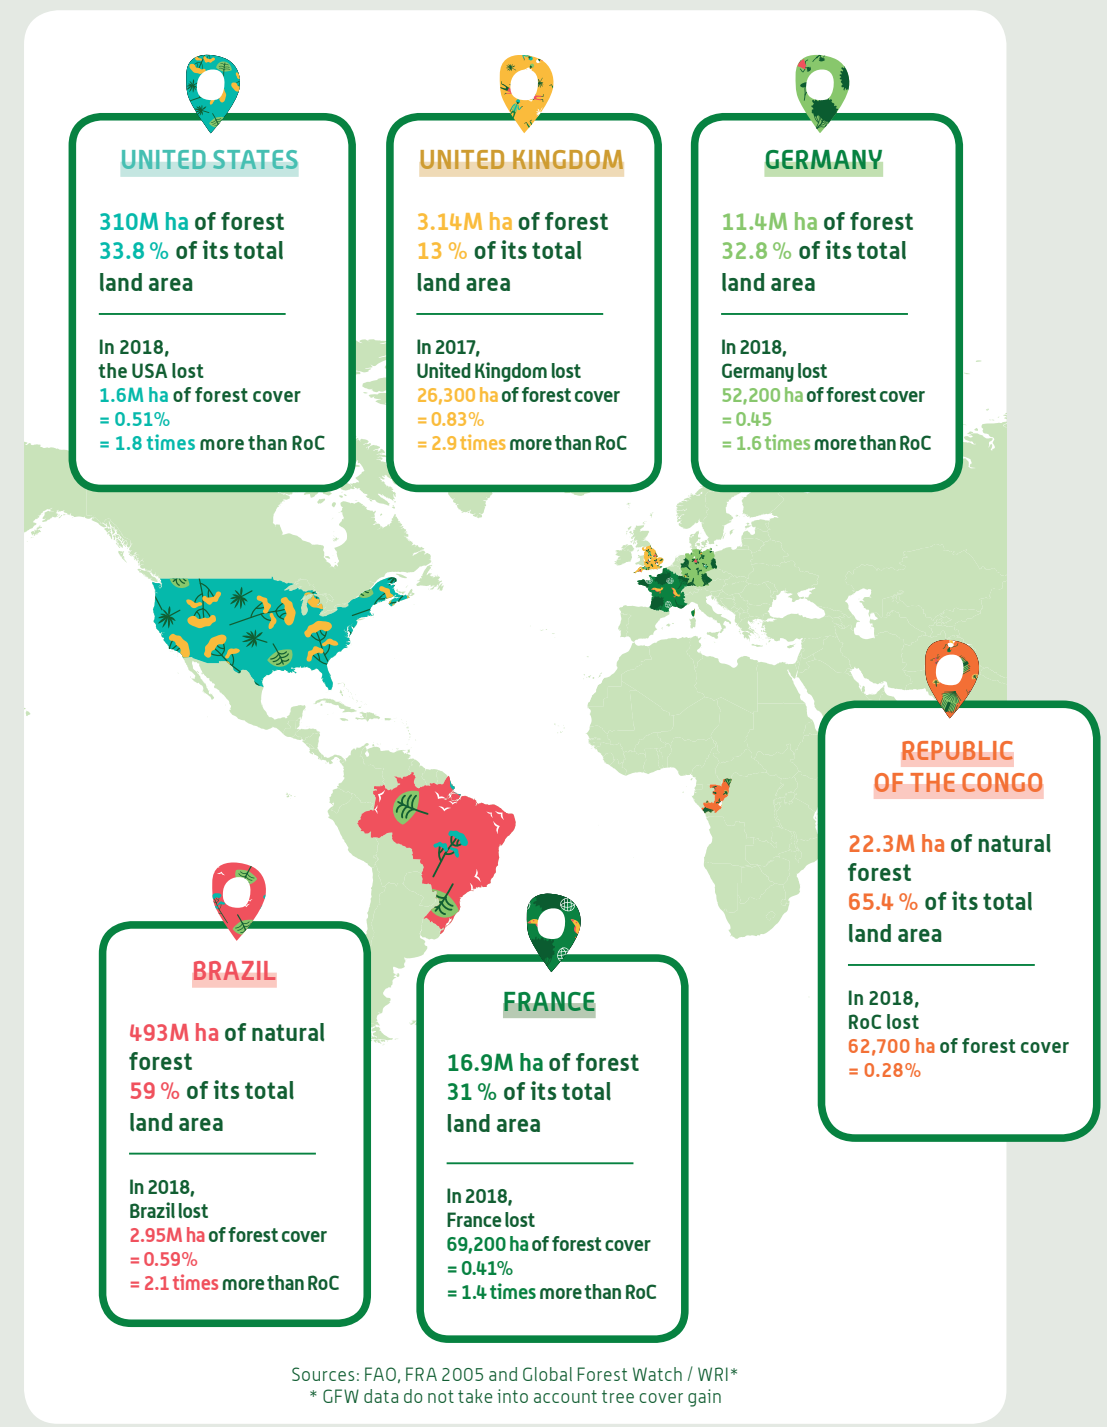 UNITED STATES
310M ha of forest
33.8 % of its total
land area
In 2018,
the USA lost
1.6M ha of forest cover
= 0.51%
= 1.8 times more than RoC
UNITED KINGDOM
3.14M ha of forest
13 % of its total
land area
In 2017,
United Kingdom lost
26,300 ha of forest cover
= 0.83%
= 2.9 times more than RoC
GERMANY
11.4M ha of forest
32.8 % of its total
land area
In 2018,
Germany lost
52,200 ha of forest cover
= 0.45
= 1.6 times more than RoC
REPUBLIC
OF THE CONGO
22.3M ha of natural
forest
65.4 % of its total
land area
In 2018,
RoC lost
62,700 ha of forest cover
= 0.28%
BRAZIL
493M ha of natural
forest
59 % of its total
land area
In 2018,
Brazil lost
2.95M ha of forest cover
= 0.59%
= 2.1 times more than RoC
FRANCE
16.9M ha of forest
31 % of its total
land area
In 2018,
France lost
69,200 ha of forest cover
= 0.41%
= 1.4 times more than RoC
Sources: FAO, FRA 2005 and Global Forest Watch / WRI*
* GFW data do not take into account tree cover gain